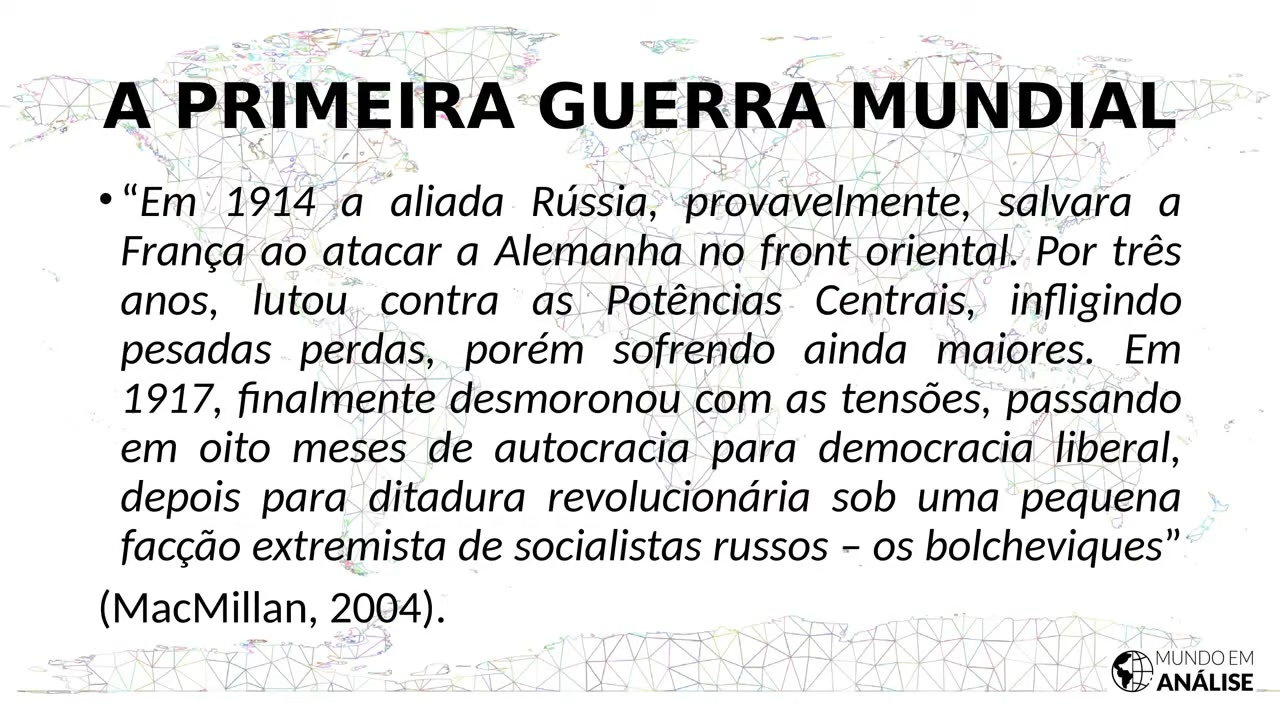 A PRIMEIRA GUERRA MUNDIAL
• “Em 1914 a aliada Rússia, provavelmente, salvara a
França ao atacar a Alemanha no front oriental. Por três
anos, lutou contra as Potências Centrais, infligindo
pesadas perdas, porém sofrendo ainda maiores. Em
1917, finalmente desmoronou com as tensões, passando
em oito meses de autocracia para democracia liberal,
depois para ditadura revolucionária sob uma pequena
facção extremista de socialistas russos – os bolcheviques”
(MacMillan, 2004).
MUNDO EM
ANÁLISE